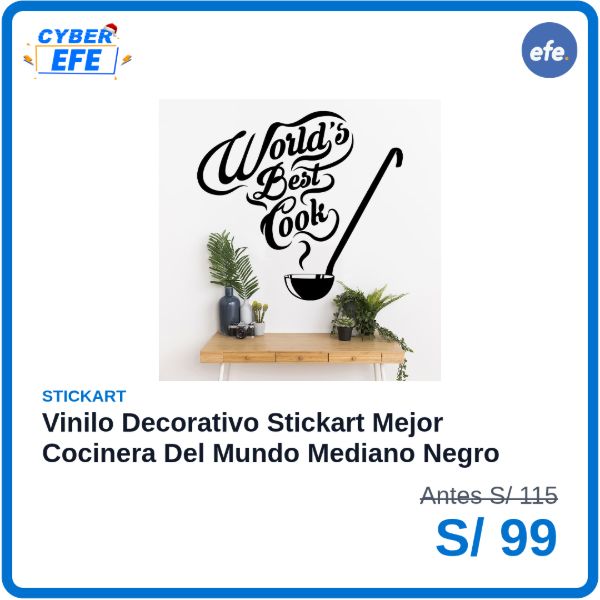 CYBER
EFE
efe.
World's
Best
Cook
STICKART
Vinilo Decorativo Stickart Mejor
Cocinera Del Mundo Mediano Negro
Antes S/ 115
S/ 99